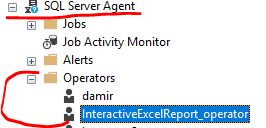 SQL Server Agent
Jobs
Job Activity Monitor
Alerts
Operators
damir
InteractiveExcelReport_operator